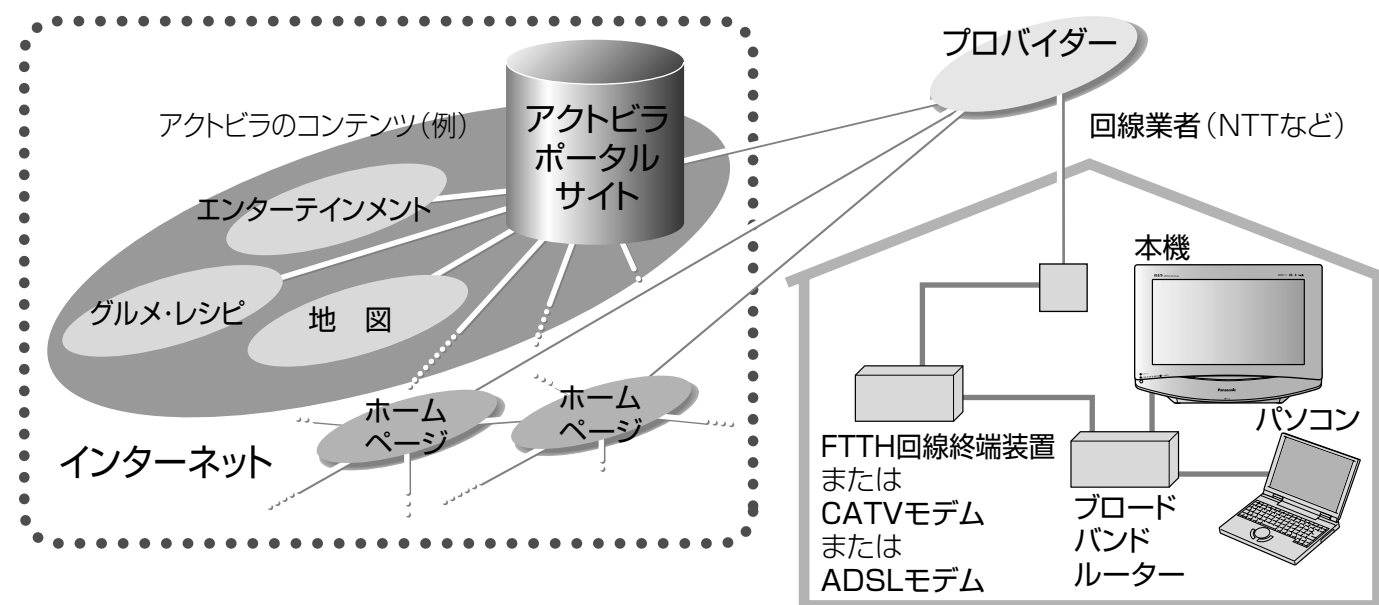 プロバイダー
アクトビラのコンテンツ(例)
アクトビラ
ポータル
サイト
回線業者(NTTなど)
エンターテインメント
本機
グルメ・レシピ
地 図
Panasonic
ホーム
ページ
ホーム
ページ
インターネット
パソコン
FTTH回線終端装置
または
CATVモデム
または
ADSLモデム
ブロード
バンド
ルーター